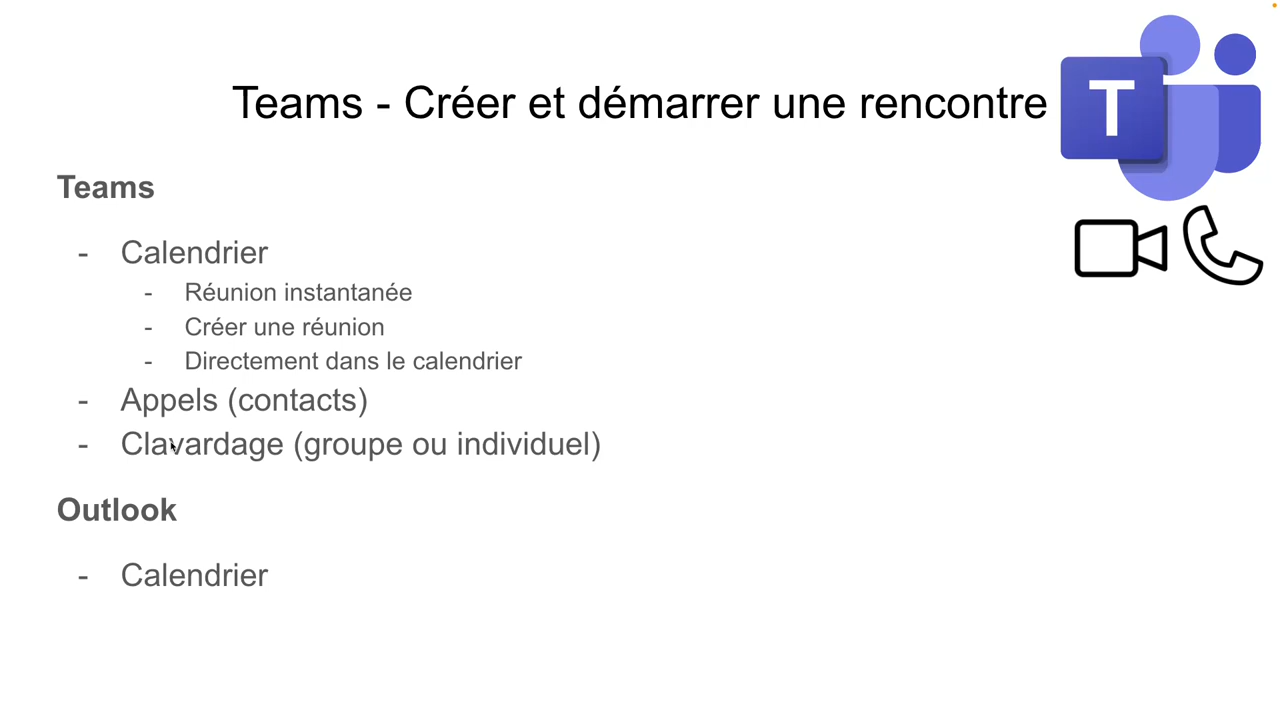 Teams - Créer et démarrer une rencontre
T
Teams
- Calendrier
- Réunion instantanée
- Créer une réunion
- Directement dans le calendrier
- Appels (contacts)
- Clavardage (groupe ou individuel)
Outlook
- Calendrier